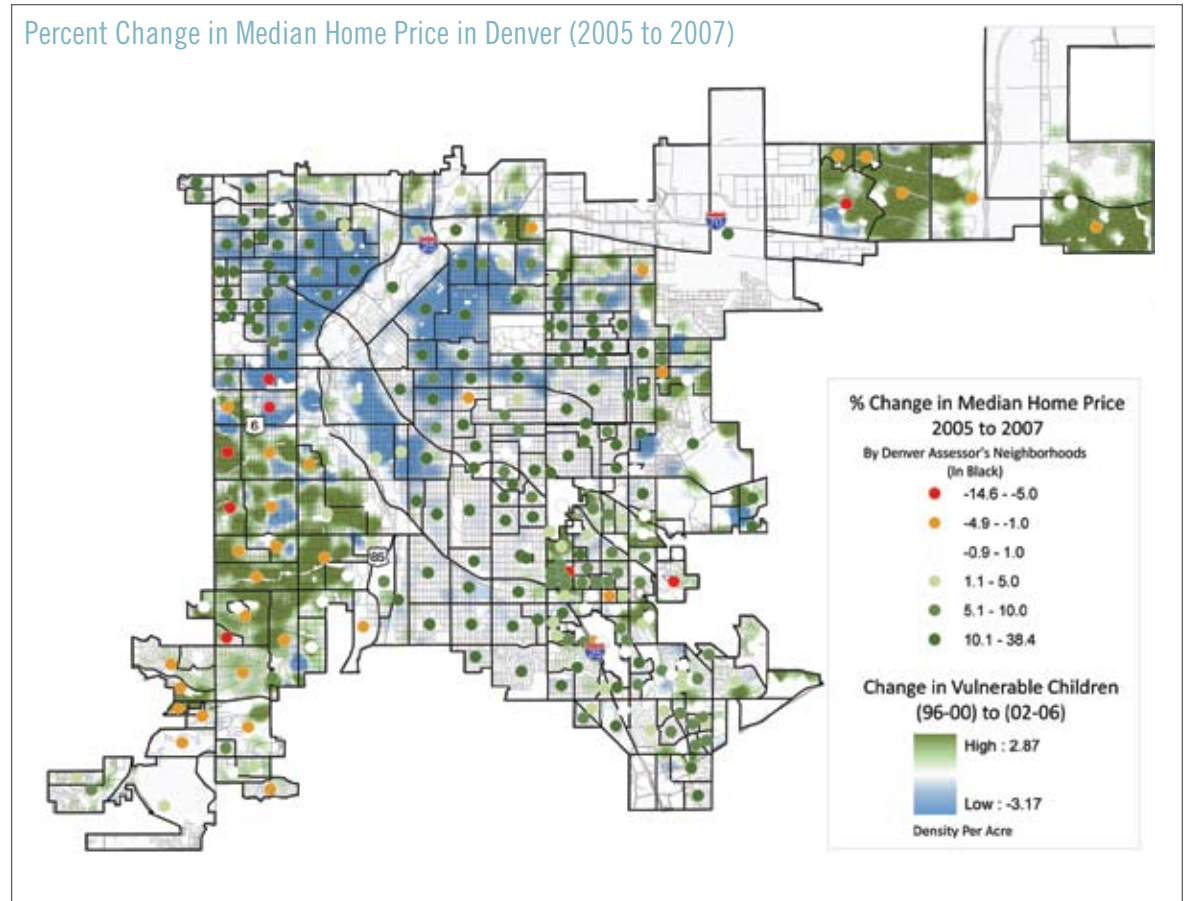 Percent Change in Median Home Price in Denver (2005 to 2007)
70
25
6
85
% Change in Median Home Price
2005 to 2007
By Denver Assessor's Neighborhoods
(In Black)
-14.6 - -5.0
-4.9 - -1.0
-0.9 - 1.0
1.1 - 5.0
5.1 - 10.0
10.1 - 38.4
Change in Vulnerable Children
(96-00) to (02-06)
High : 2.87
Low : -3.17
Density Per Acre